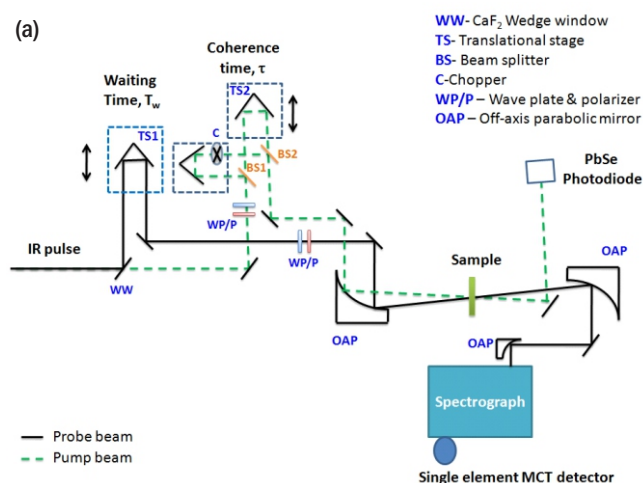 (a)
Coherence
time, τ
Waiting
Time, Tw
TS1
TS2
C
BS2
BS1
WP/P
IR pulse
WW
WP/P
WW- CaF2 Wedge window
TS- Translational stage
BS- Beam splitter
C-Chopper
WP/P – Wave plate & polarizer
OAP – Off-axis parabolic mirror
PbSe
Photodiode
OAP
Sample
OAP
OAP
Spectrograph
Single element MCT detector
Probe beam
Pump beam